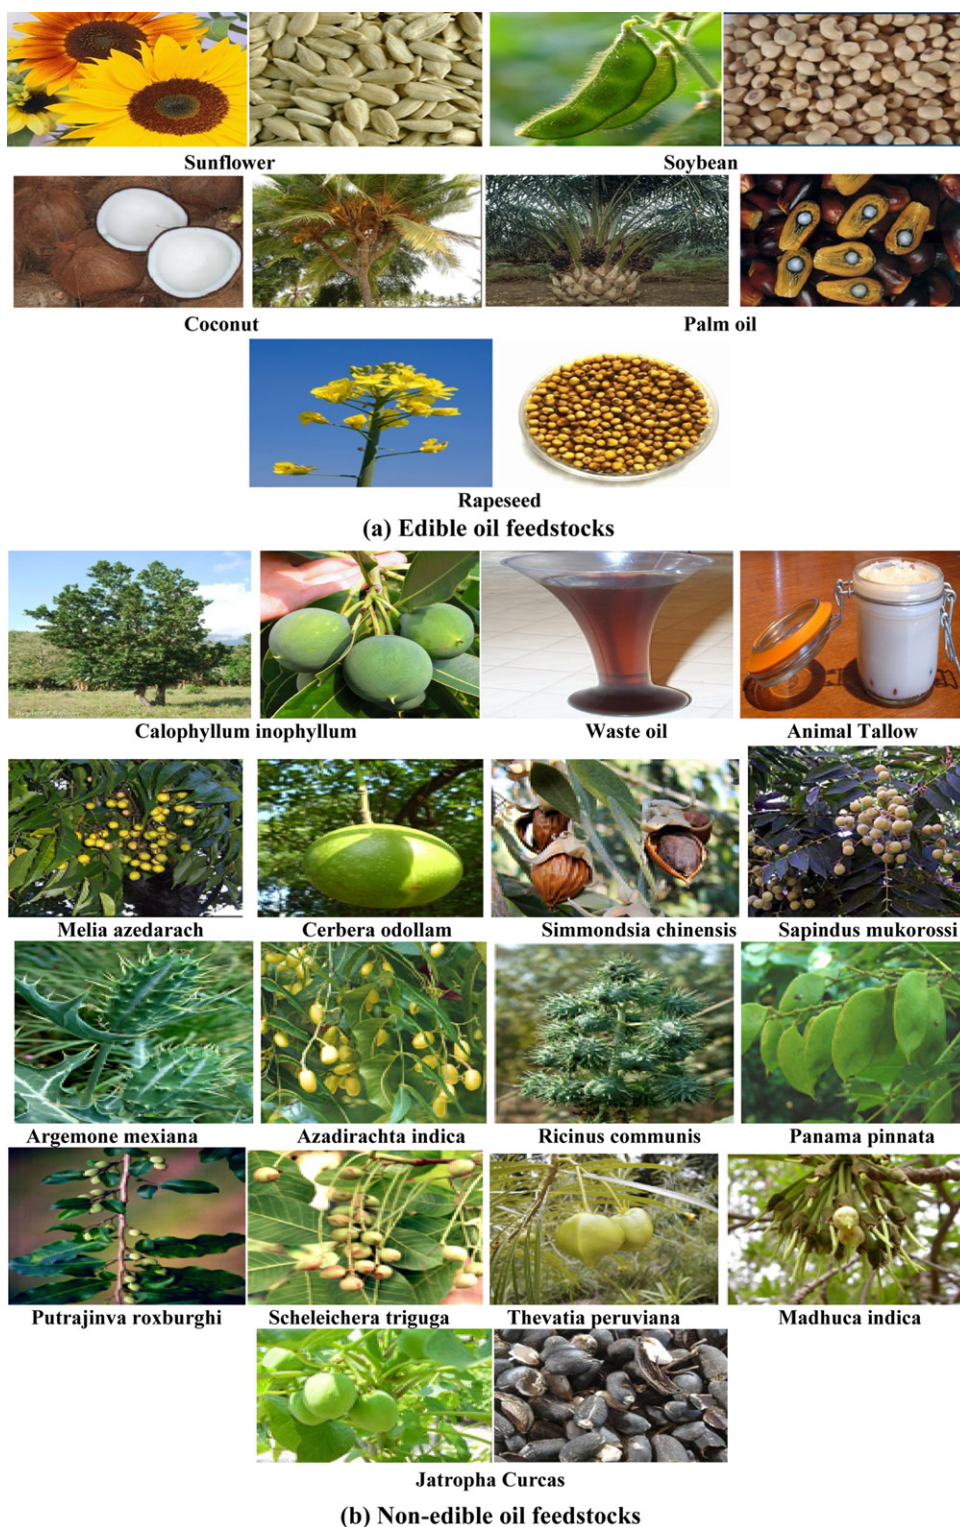 Sunflower Soybean
Coconut Palm oil
Rapeseed
(a) Edible oil feedstocks
Calophyllum inophyllum Waste oil Animal Tallow
Melia azedarach Cerbera odollam Simmondsia chinensis Sapindus mukorossi
Argemone mexiana Azadirachta indica Ricinus communis Panama pinnata
Putrajinva roxburghi Scheleichera triguga Thevatia peruviana Madhuca indica
Jatropha Curcas
(b) Non-edible oil feedstocks